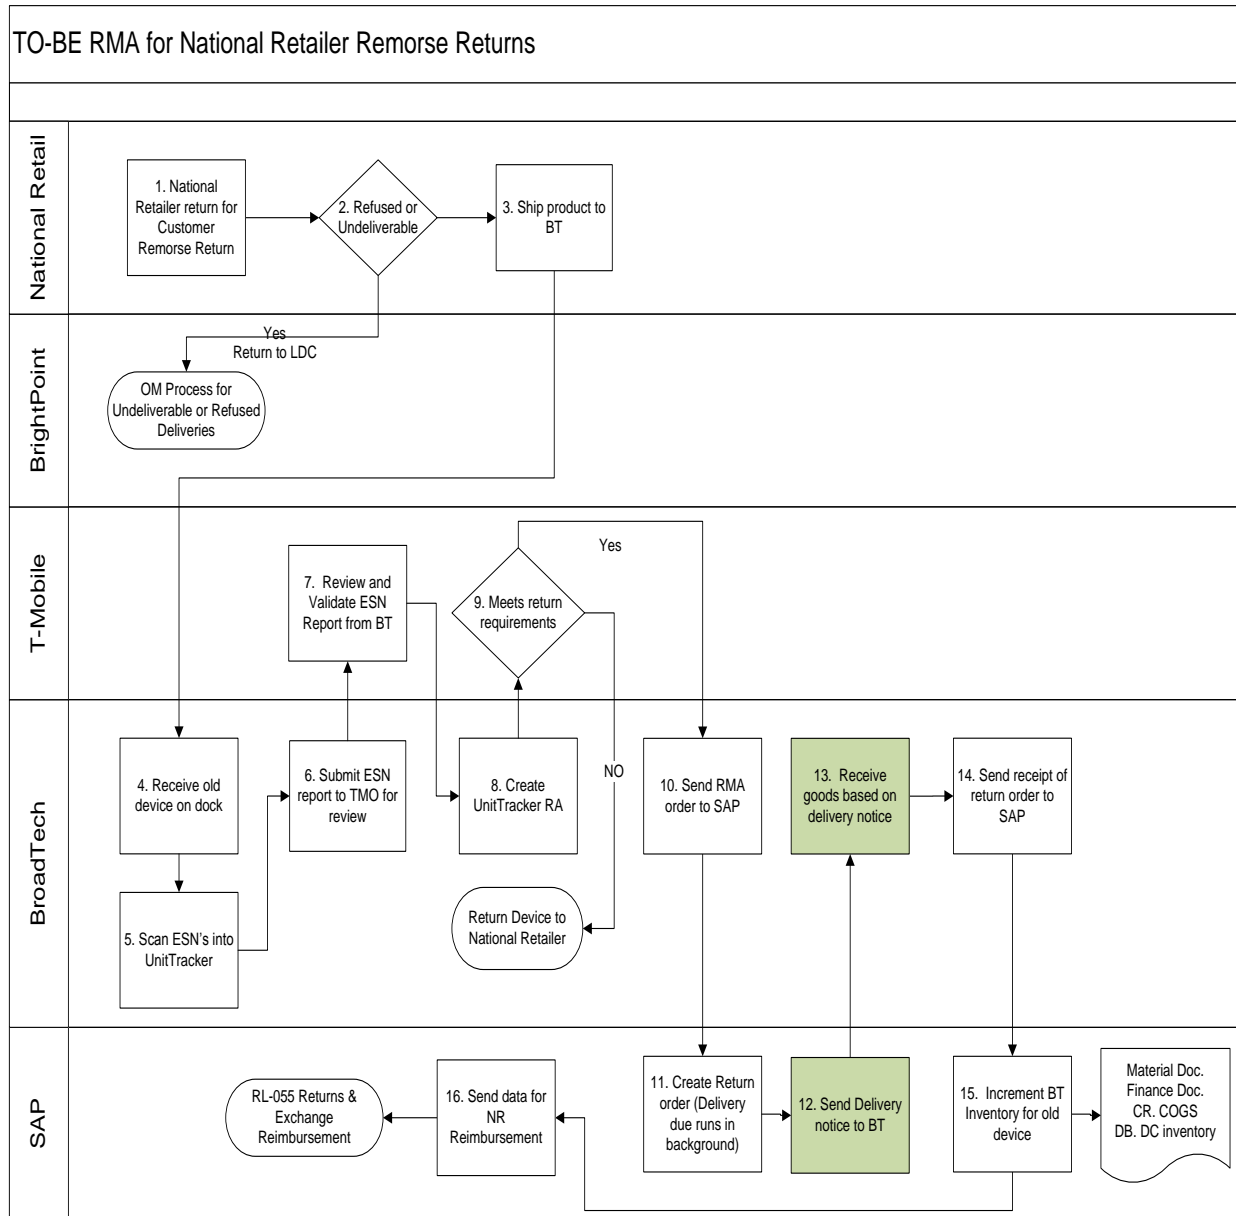 TO-BE RMA for National Retailer Remorse Returns
National Retail
1. National
Retailer return for
Customer
Remorse Return
2. Refused or
Undeliverable
3. Ship product to
BT
BrightPoint
Yes
Return to LDC
OM Process for
Undeliverable or Refused
Deliveries
T-Mobile
7. Review and
Validate ESN
Report from BT
9. Meets return
requirements
Yes
BroadTech
4. Receive old
device on dock
5. Scan ESN's into
UnitTracker
6. Submit ESN
report to TMO for
review
8. Create
UnitTracker RA
NO
Return Device to
National Retailer
10. Send RMA
order to SAP
13. Receive
goods based on
delivery notice
14. Send receipt of
return order to
SAP
SAP
RL-055 Returns &
Exchange
Reimbursement
16. Send data for
NR
Reimbursement
11. Create Return
order (Delivery
due runs in
background)
12. Send Delivery
notice to BT
15. Increment BT
Inventory for old
device
Material Doc.
Finance Doc.
CR. COGS
DB. DC inventory